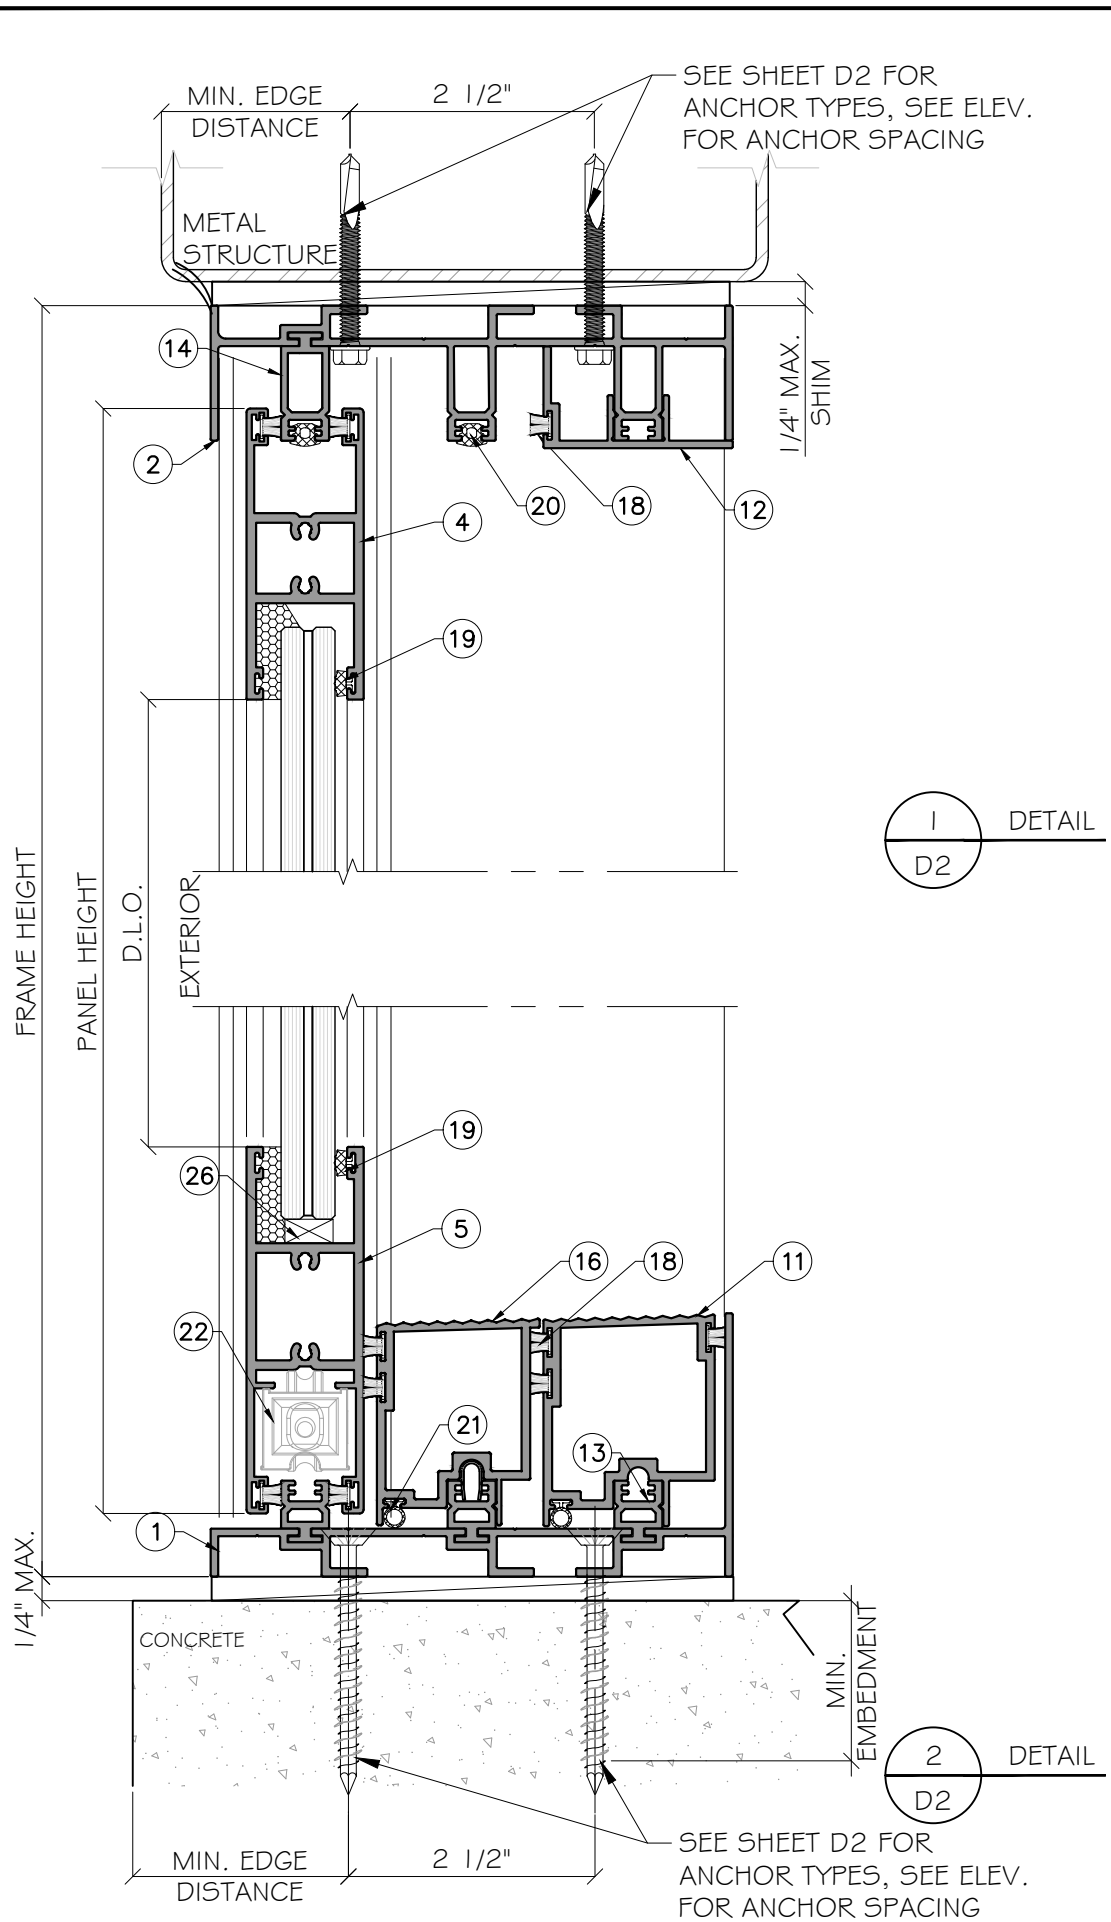 MIN. EDGE
DISTANCE
2 1/2"
SEE SHEET D2 FOR
ANCHOR TYPES, SEE ELEV.
FOR ANCHOR SPACING
METAL
STRUCTURE
14
2
1/4" MAX.
SHIM
20
18
12
4
19
1
DETAIL
D2
FRAME HEIGHT
PANEL HEIGHT
D.L.O.
EXTERIOR
19
26
5
16
18
11
22
21
13
1
1/4" MAX.
CONCRETE
MIN.
EMBEDMENT
2
DETAIL
D2
MIN. EDGE
DISTANCE
2 1/2"
SEE SHEET D2 FOR
ANCHOR TYPES, SEE ELEV.
FOR ANCHOR SPACING